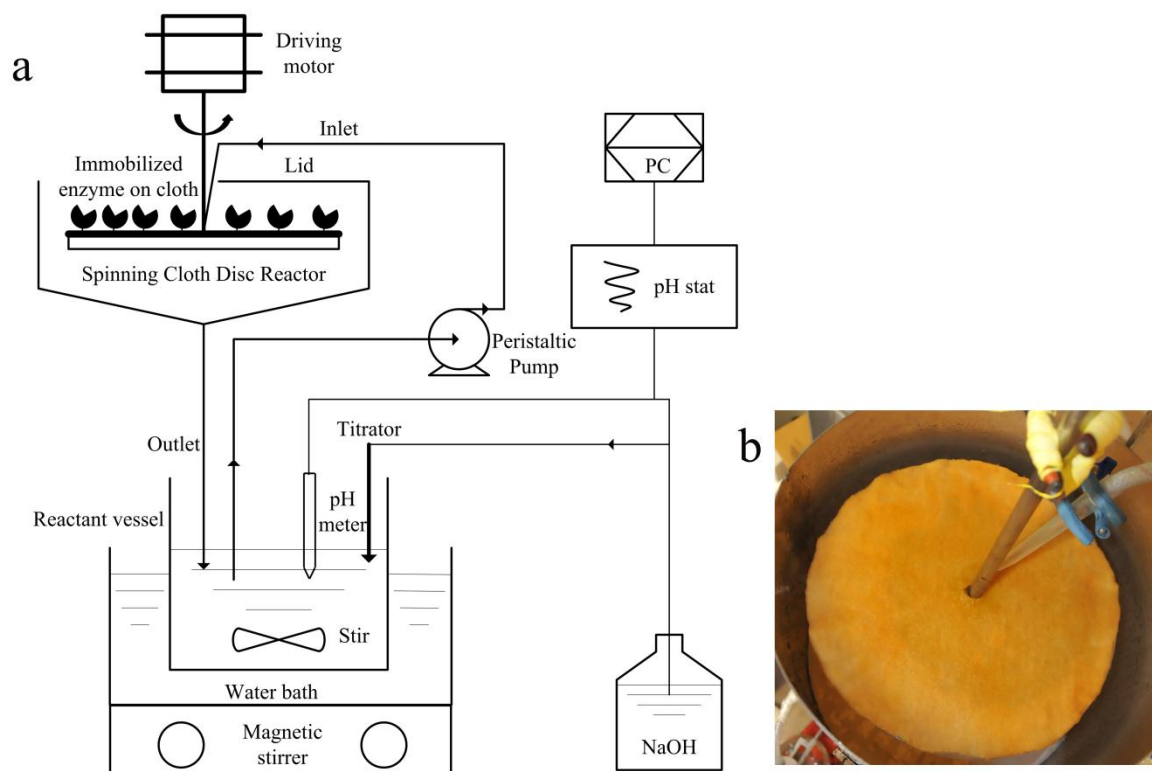 a
Driving
motor
Inlet
Immobilized
enzyme on cloth
Lid
PC
Spinning Cloth Disc Reactor
pH stat
Peristaltic
Pump
Outlet
Titrator
pH
meter
Reactant vessel
Stir
Water bath
Magnetic
stirrer
NaOH
b